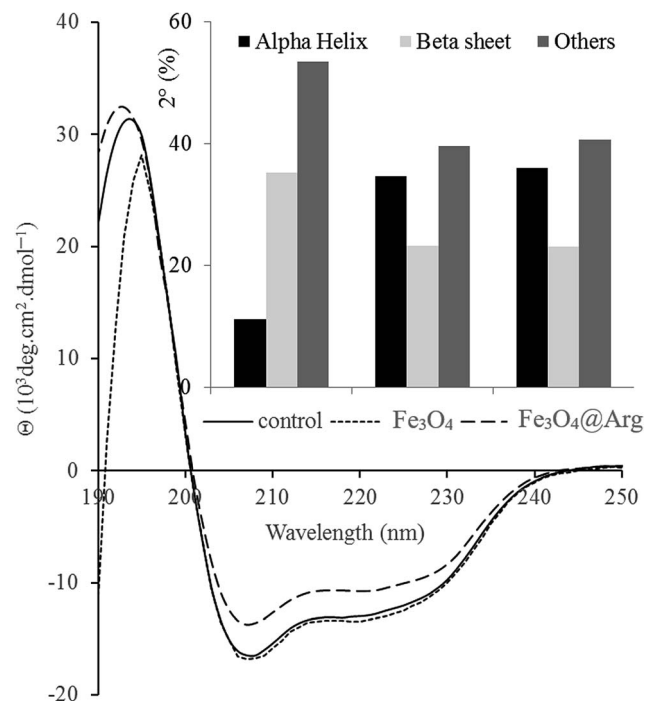 Alpha Helix Beta sheet Others
2° (%)
60
40
20
0
control Fe₃O₄ Fe₃O₄@Arg
Θ (10³deg.cm².dmol⁻¹)
40
30
20
10
0
-10
-20
190 200 210 220 230 240 250
Wavelength (nm)